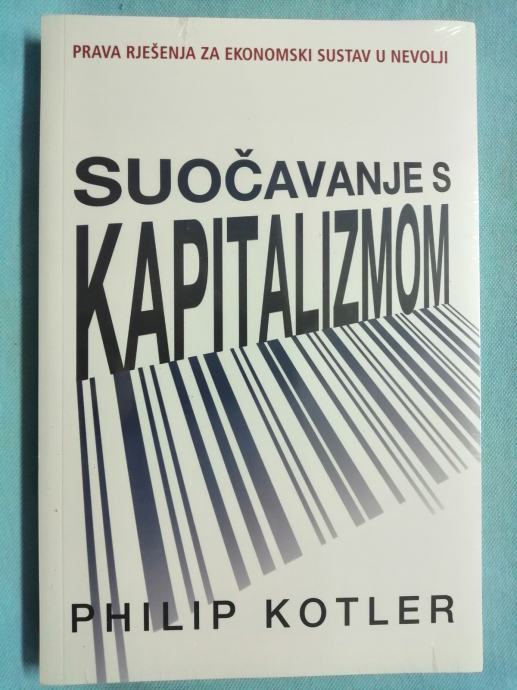 PRAVA RJEŠENJA ZA EKONOMSKI SUSTAV U NEVOLJI
SUOČAVANJE S
KAPITALIZMOM
PHILIP KOTLER